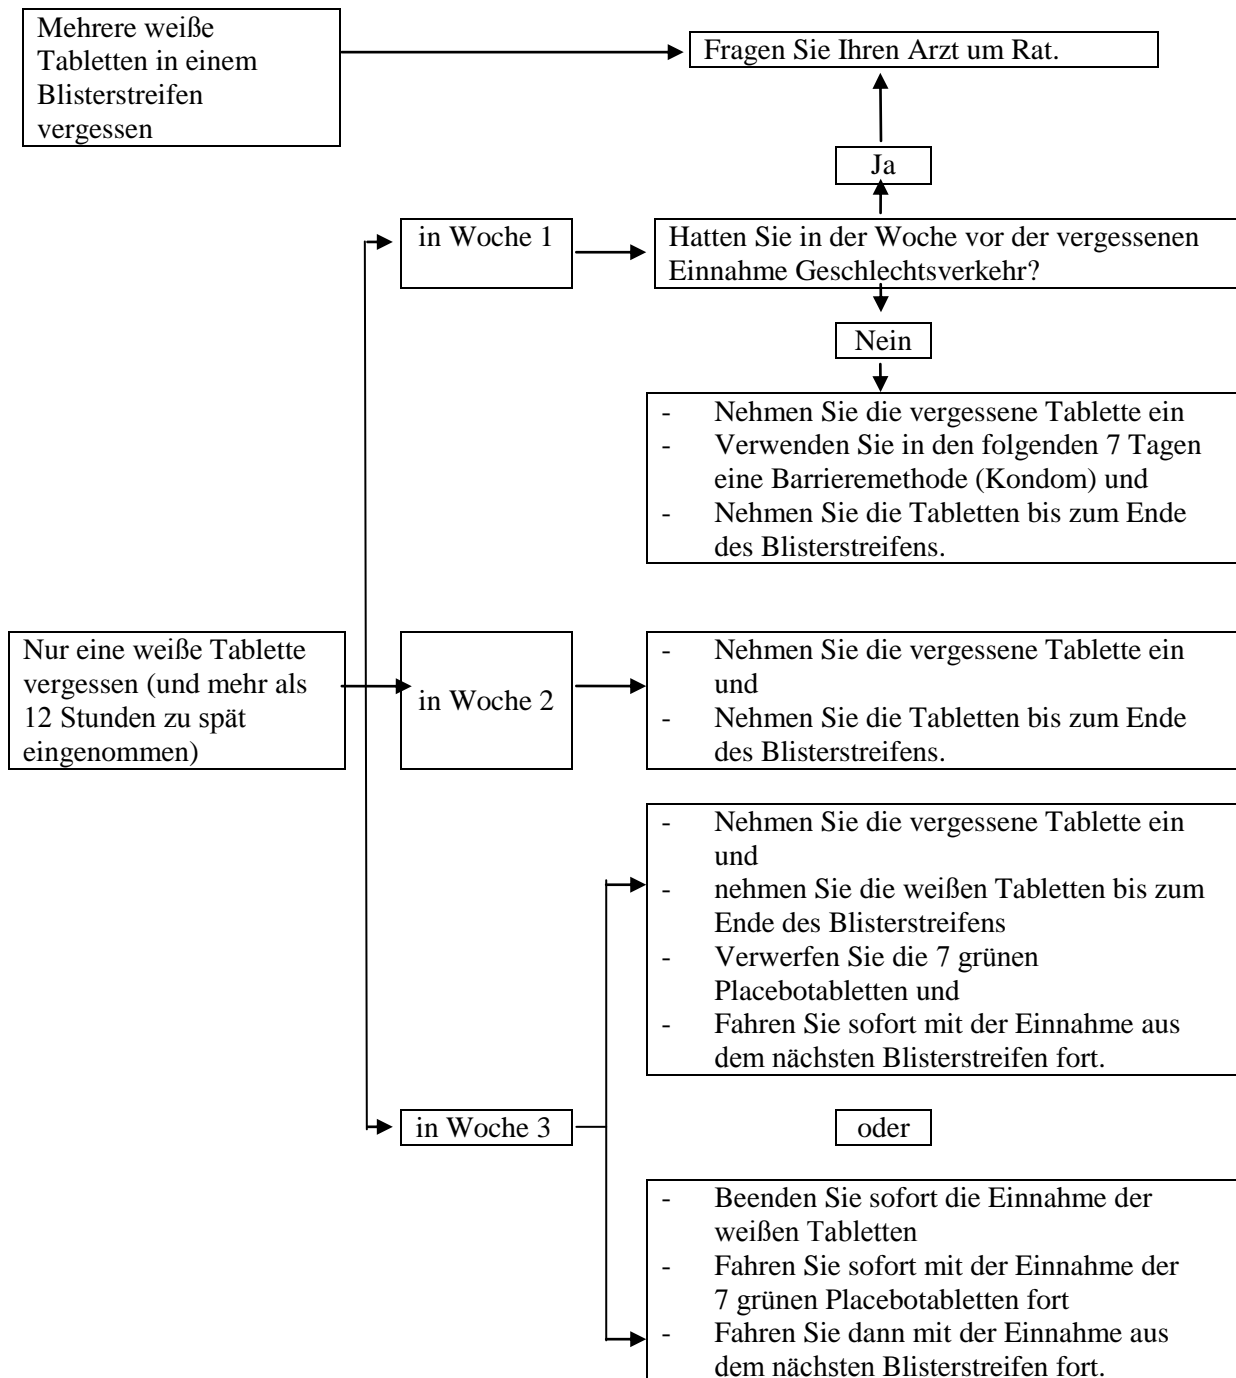 Mehrere weiße
Tabletten in einem
Blisterstreifen
vergessen
Fragen Sie Ihren Arzt um Rat.
Ja
in Woche 1
Hatten Sie in der Woche vor der vergessenen
Einnahme Geschlechtsverkehr?
Nein
- Nehmen Sie die vergessene Tablette ein
- Verwenden Sie in den folgenden 7 Tagen
eine Barrieremethode (Kondom) und
- Nehmen Sie die Tabletten bis zum Ende
des Blisterstreifens.
Nur eine weiße Tablette
vergessen (und mehr als
12 Stunden zu spät
eingenommen)
in Woche 2
- Nehmen Sie die vergessene Tablette ein
und
- Nehmen Sie die Tabletten bis zum Ende
des Blisterstreifens.
- Nehmen Sie die vergessene Tablette ein
und
- nehmen Sie die weißen Tabletten bis zum
Ende des Blisterstreifens
- Verwerfen Sie die 7 grünen
Placebotabletten und
- Fahren Sie sofort mit der Einnahme aus
dem nächsten Blisterstreifen fort.
in Woche 3
oder
- Beenden Sie sofort die Einnahme der
weißen Tabletten
- Fahren Sie sofort mit der Einnahme der
7 grünen Placebotabletten fort
- Fahren Sie dann mit der Einnahme aus
dem nächsten Blisterstreifen fort.